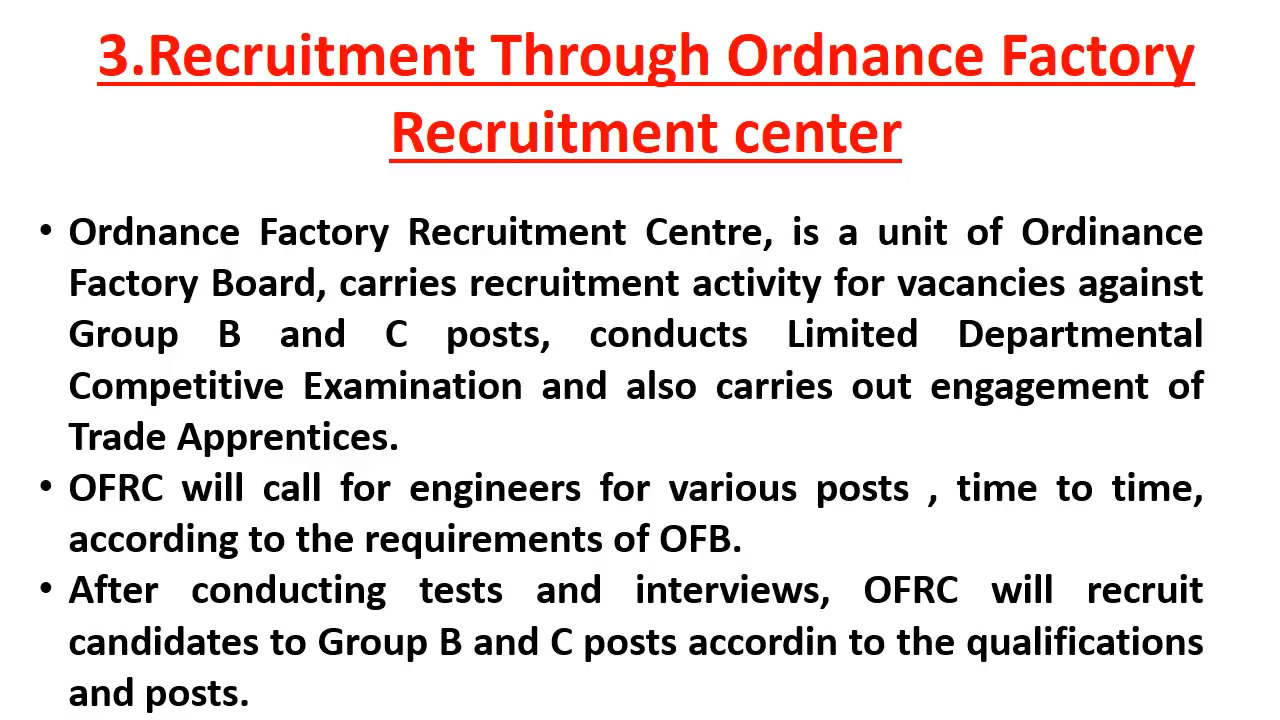 3.Recruitment Through Ordnance Factory
Recruitment center
• Ordnance Factory Recruitment Centre, is a unit of Ordinance
Factory Board, carries recruitment activity for vacancies against
Group B and C posts, conducts Limited Departmental
Competitive Examination and also carries out engagement of
Trade Apprentices.
• OFRC will call for engineers for various posts , time to time,
according to the requirements of OFB.
• After conducting tests and interviews, OFRC will recruit
candidates to Group B and C posts accordin to the qualifications
and posts.